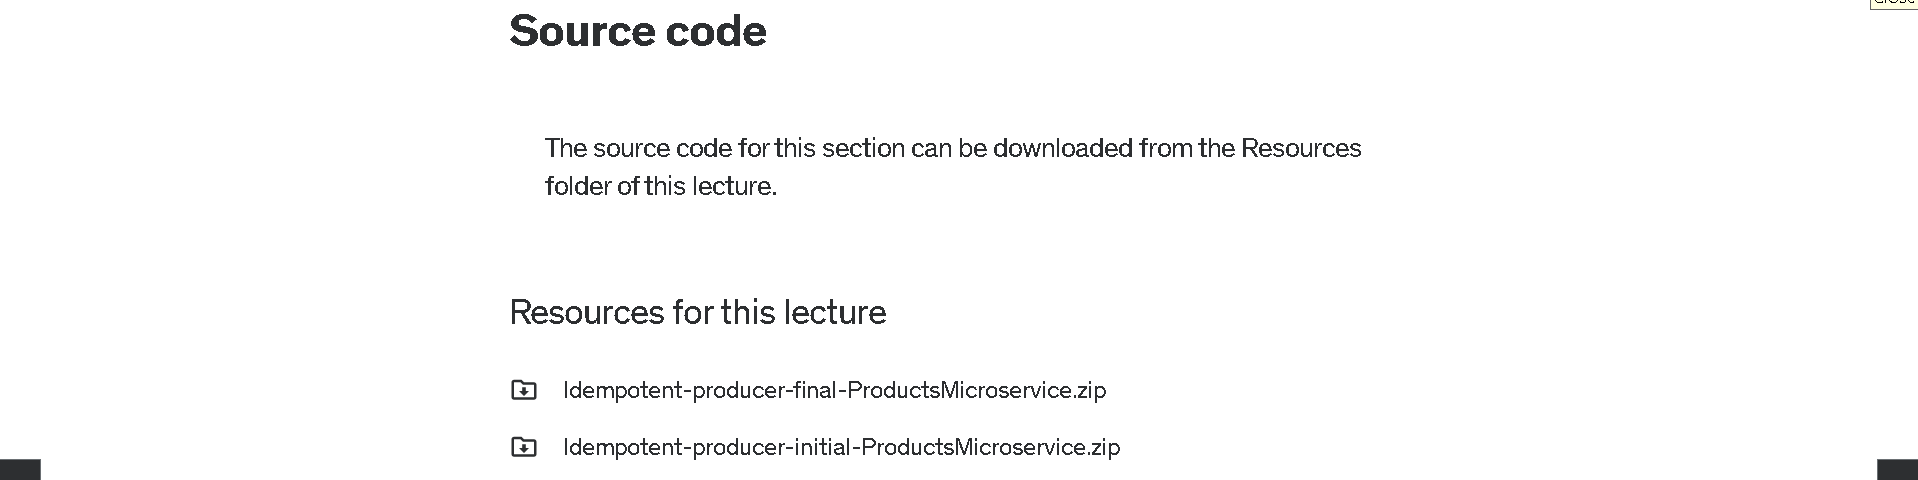 Source code
The source code for this section can be downloaded from the Resources
folder of this lecture.
Resources for this lecture
Idempotent-producer-final-ProductsMicroservice.zip
Idempotent-producer-initial-ProductsMicroservice.zip